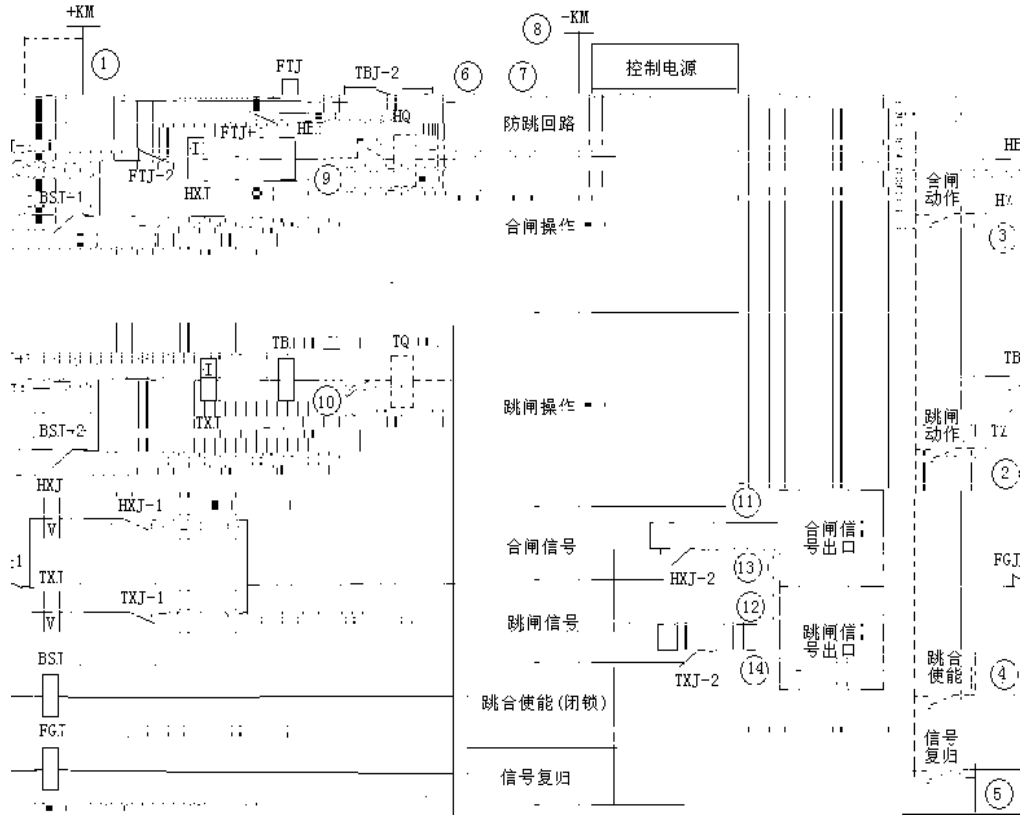 +KM
①
⑧
-KM
控制电源
FTJ
TBJ-2
⑥
⑦
HQ
防跳回路
FTJ-2
I
HXJ
⑨
BSJ-1
合闸操作
合闸
动作
③
TQ
I
TXJ
⑩
跳闸操作
BSJ-2
跳闸
动作
②
HXJ
V
HXJ-1
合闸信号
⑪
HXJ-2
⑬
合闸信
号出口
TXJ
V
TXJ-1
跳闸信号
⑫
TXJ-2
⑭
跳闸信
号出口
BSJ
跳合使能(闭锁)
跳合
使能
④
FGJ
信号复归
信号
复归
⑤